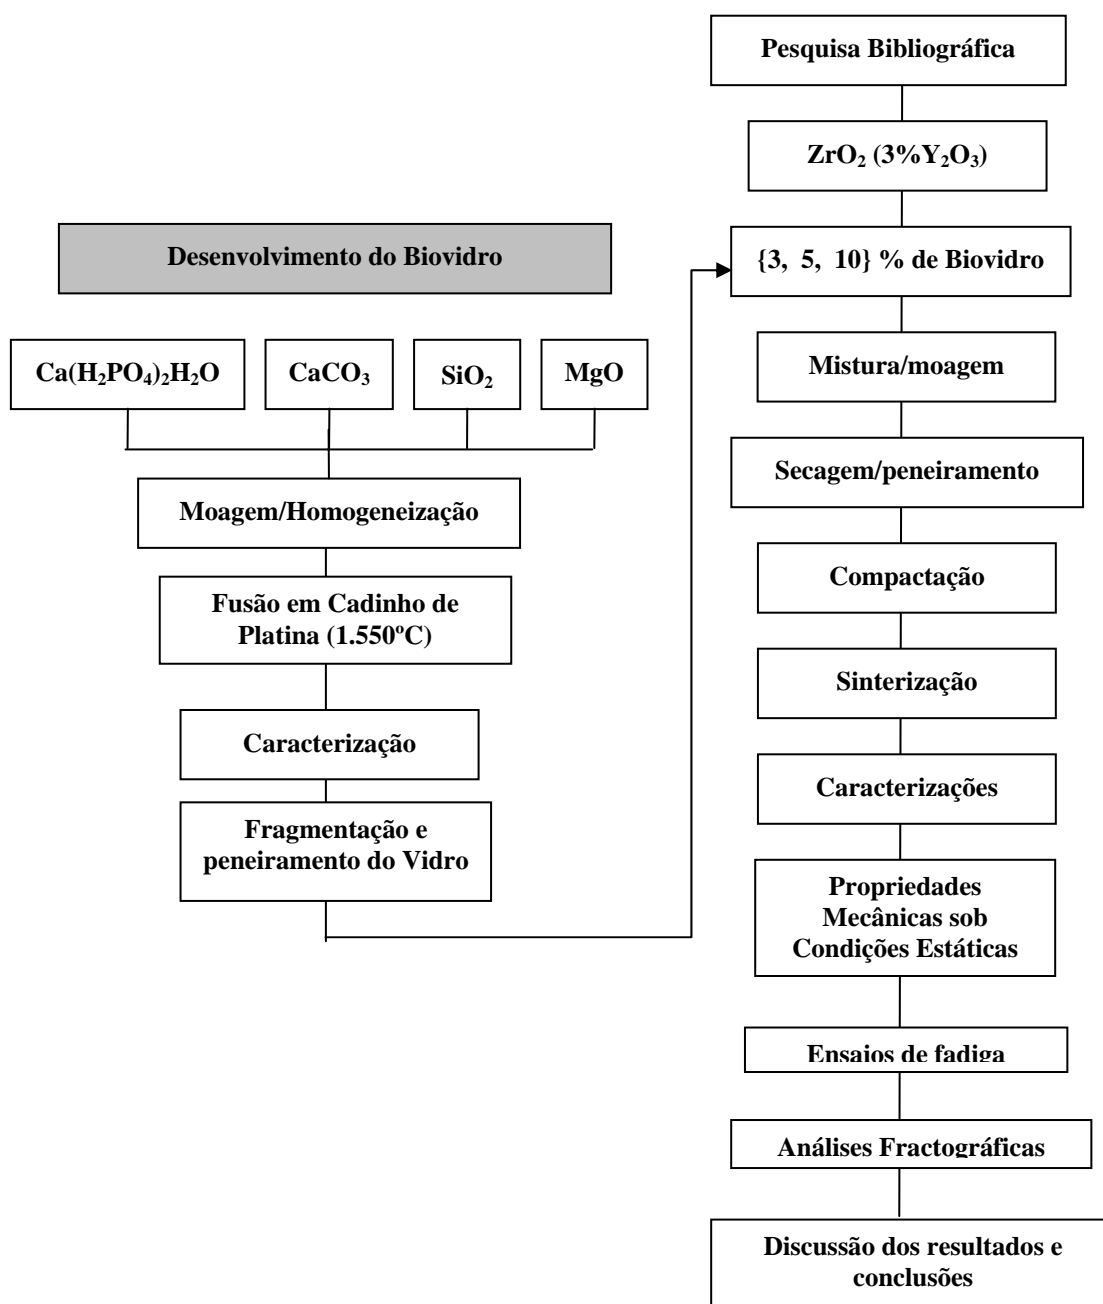 Pesquisa Bibliográfica
ZrO₂ (3%Y₂O₃)
Desenvolvimento do Biovidro
{3, 5, 10} % de Biovidro
Ca(H₂PO₄)₂H₂O
CaCO₃
SiO₂
MgO
Mistura/moagem
Secagem/peneiramento
Moagem/Homogeneização
Compactação
Fusão em Cadinho de
Platina (1.550ºC)
Sinterização
Caracterização
Caracterizações
Fragmentação e
peneiramento do Vidro
Propriedades
Mecânicas sob
Condições Estáticas
Ensaios de fadiga
Análises Fractográficas
Discussão dos resultados e
conclusões